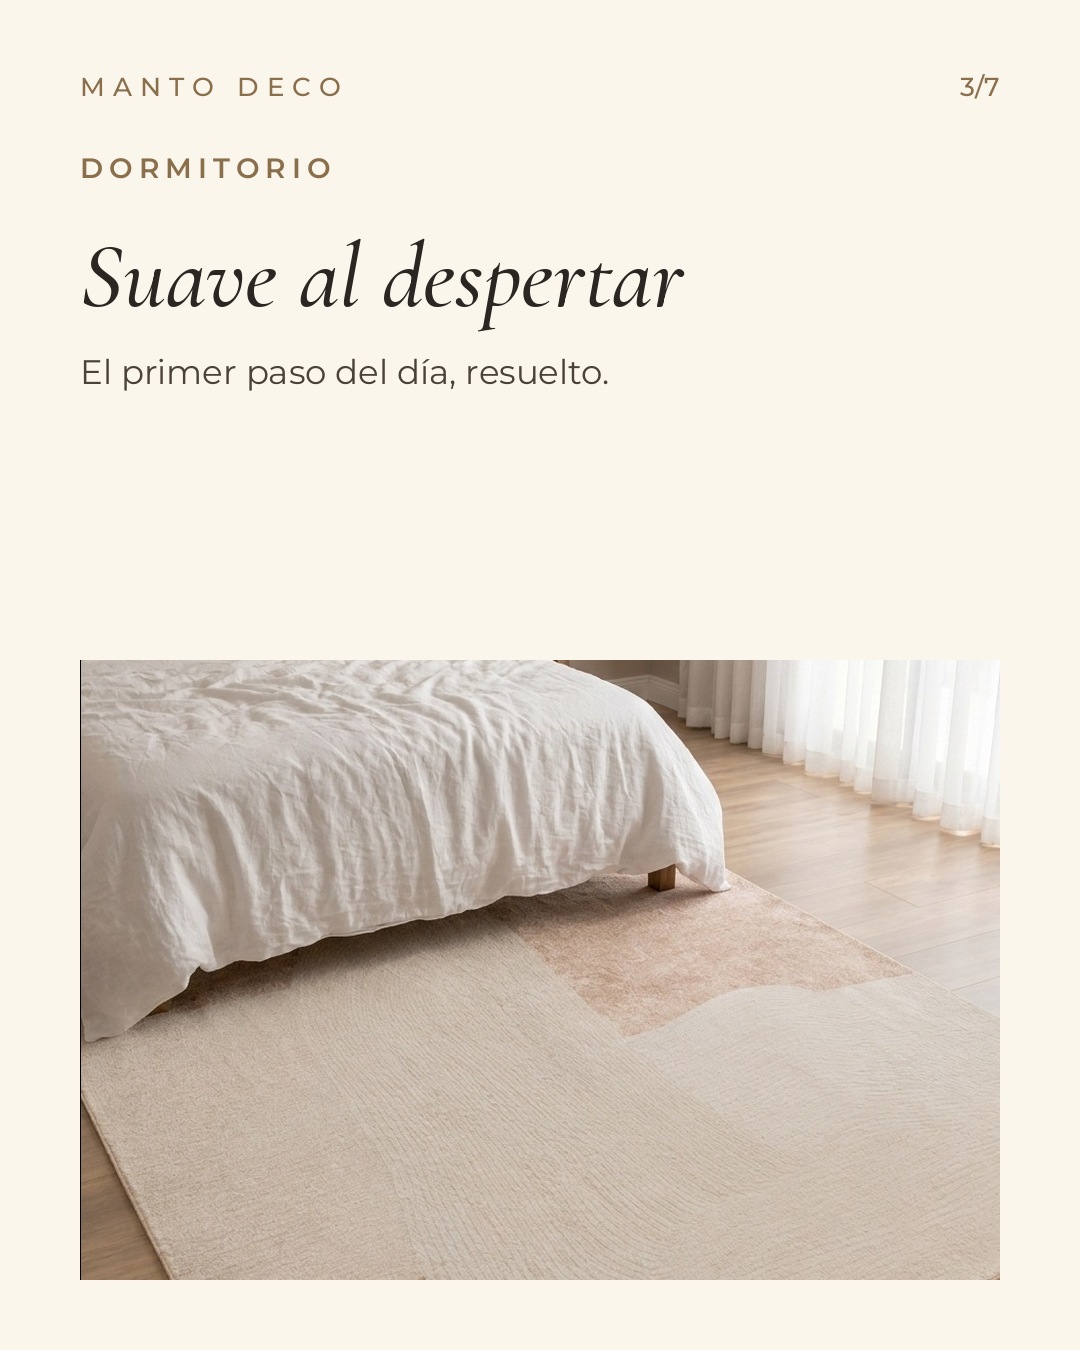 MANTO DECO
3/7
DORMITORIO
Suave al despertar
El primer paso del día, resuelto.